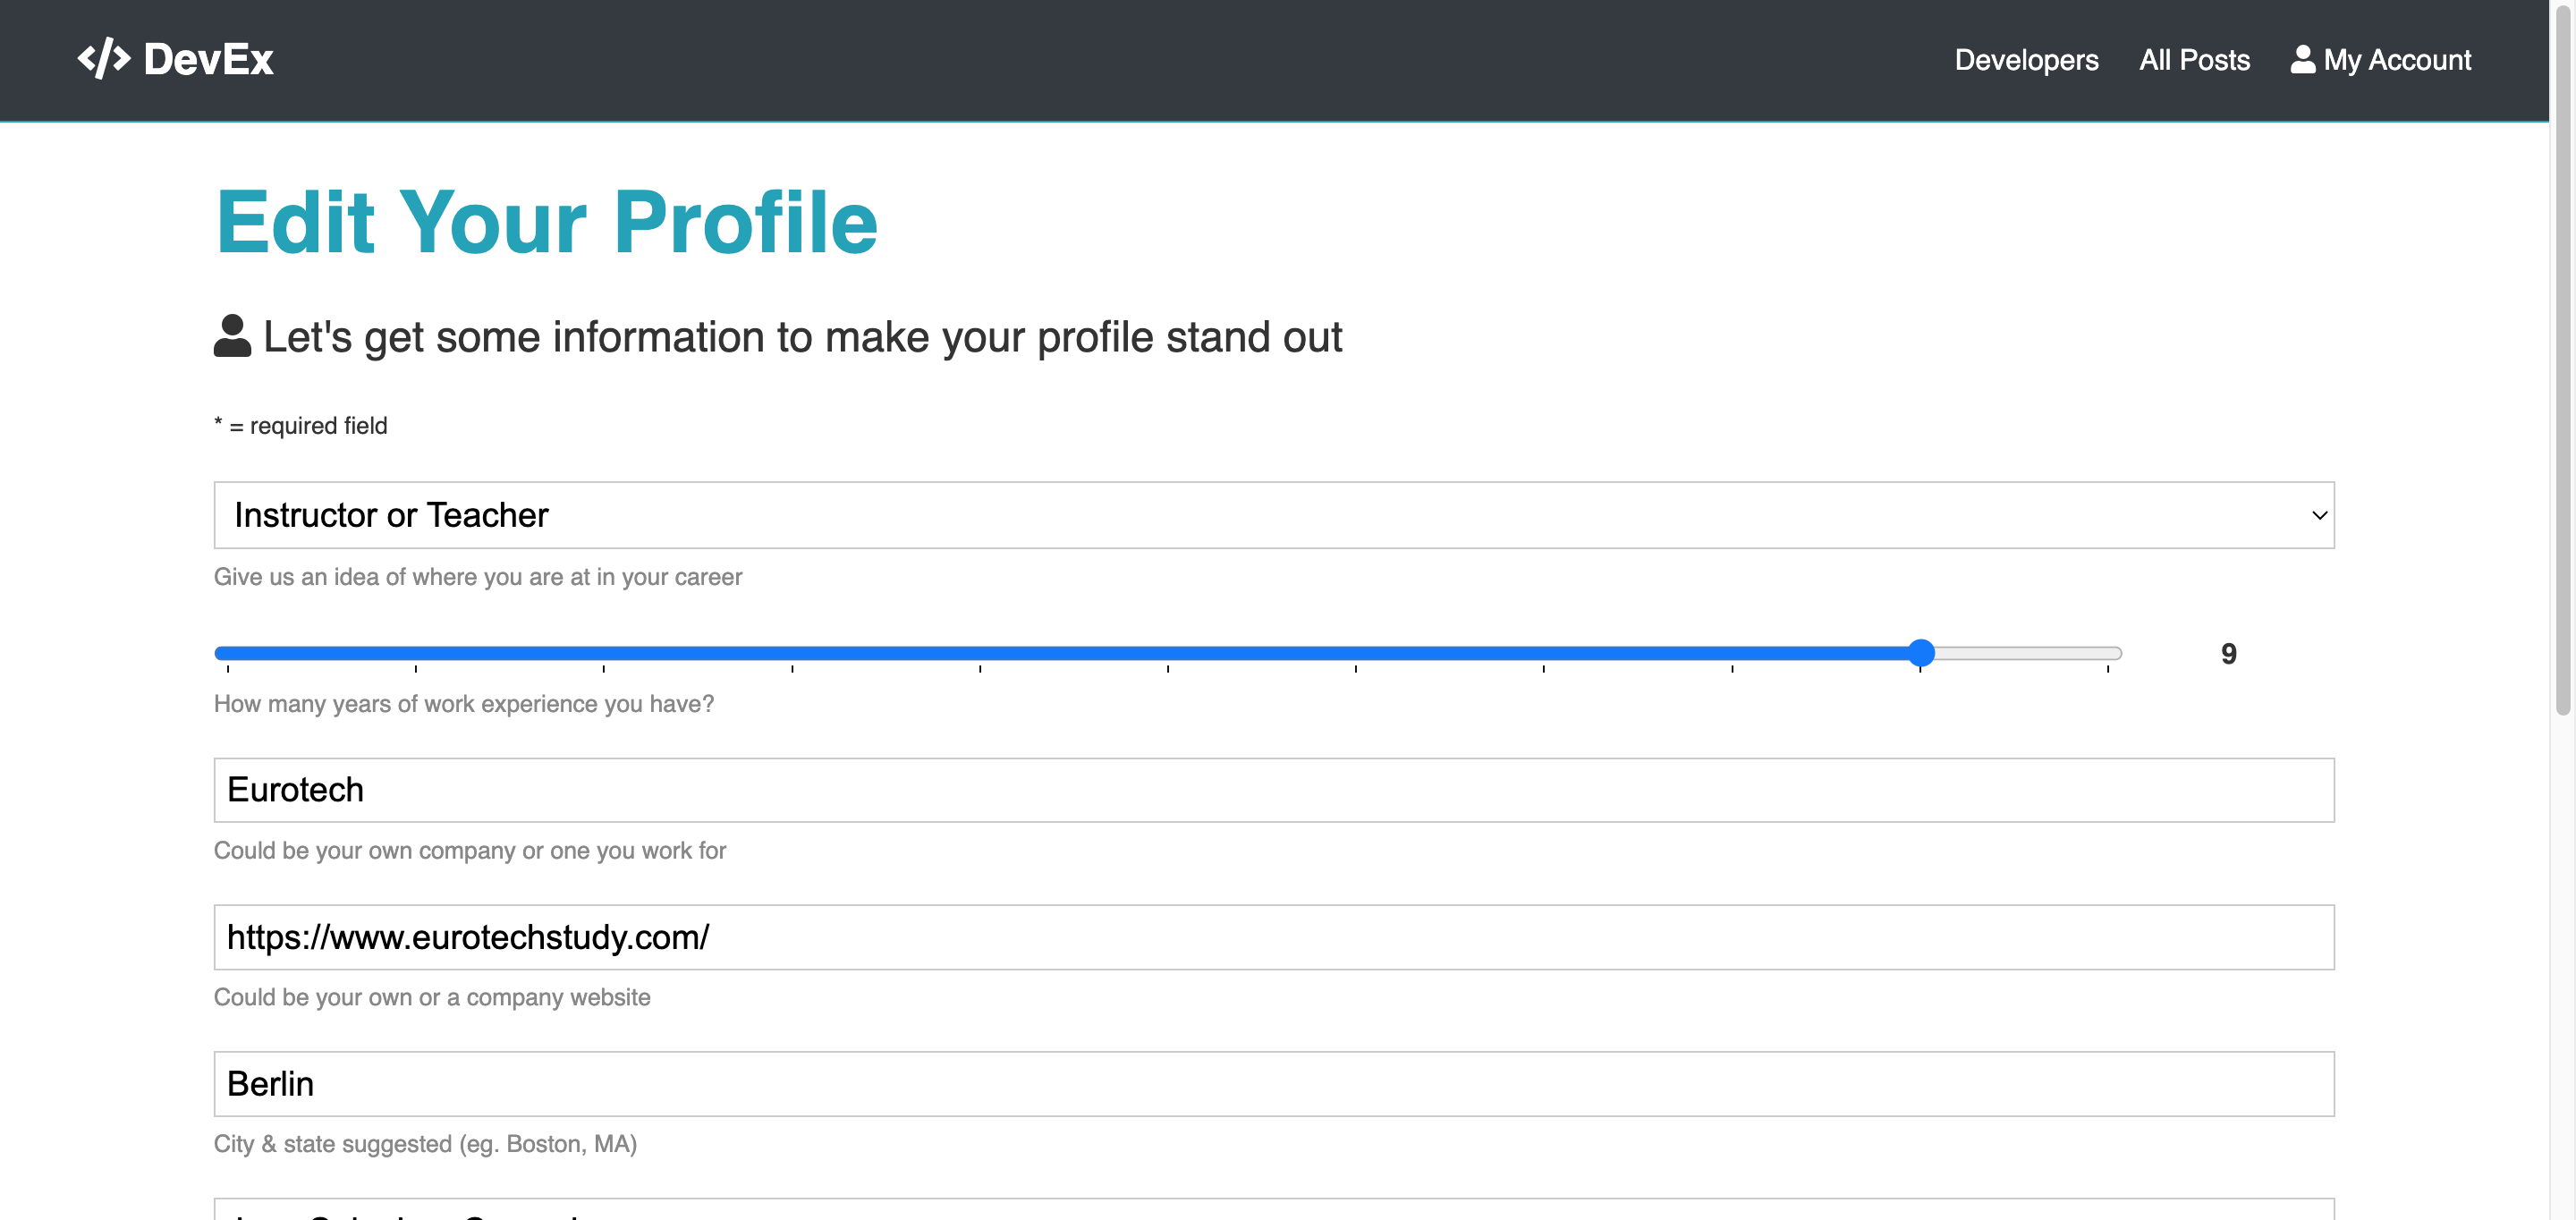 </> DevEx
Developers All Posts My Account
Edit Your Profile
Let's get some information to make your profile stand out
* = required field
Instructor or Teacher
Give us an idea of where you are at in your career
9
How many years of work experience you have?
Eurotech
Could be your own company or one you work for
https://www.eurotechstudy.com/
Could be your own or a company website
Berlin
City & state suggested (eg. Boston, MA)